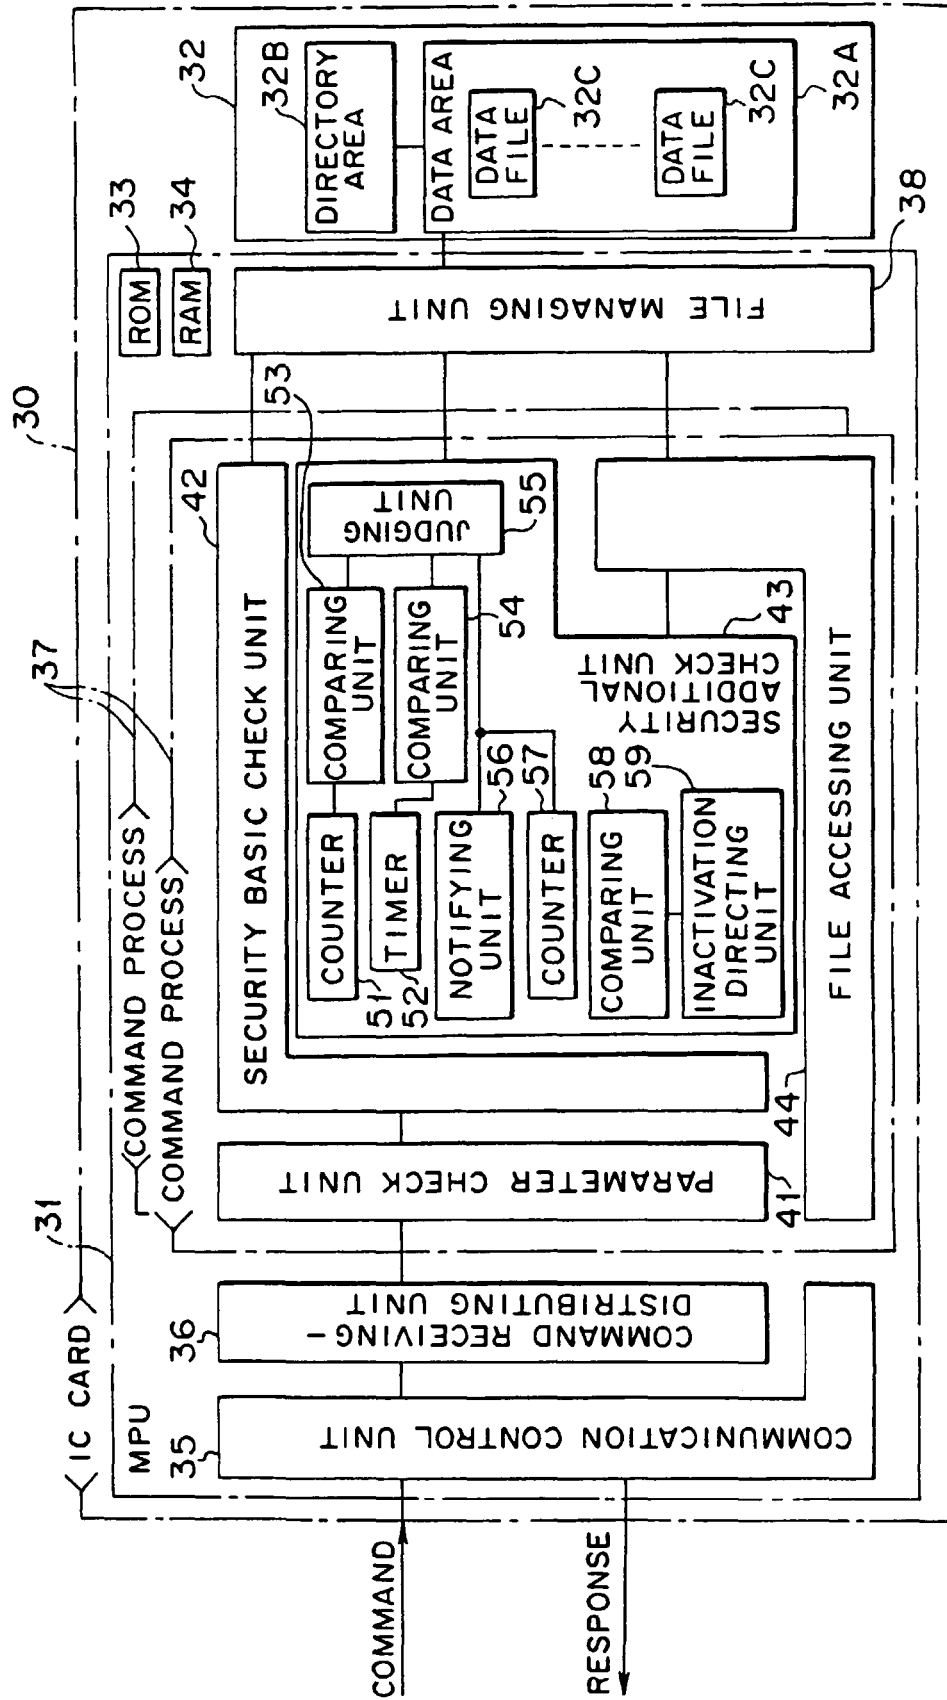 30
IC CARD
31
MPU
37
COMMAND PROCESS
COMMAND PROCESS
33
ROM
34
RAM
32
32B
DIRECTORY
AREA
DATA AREA
DATA
FILE
32C
DATA
FILE
32C
32A
35
COMMUNICATION CONTROL UNIT
36
COMMAND RECEIVING-
DISTRIBUTING UNIT
PARAMETER CHECK UNIT
41
42
SECURITY BASIC CHECK UNIT
53
COUNTER
51
COMPARING
UNIT
TIMER
52
COMPARING
UNIT
54
JUDGING
UNIT
55
NOTIFYING
UNIT
56
COUNTER
57
COMPARING
UNIT
58
INACTIVATION
DIRECTING
UNIT
59
SECURITY
ADDITIONAL
CHECK UNIT
43
44
FILE ACCESSING UNIT
FILE MANAGING UNIT
38
COMMAND
RESPONSE